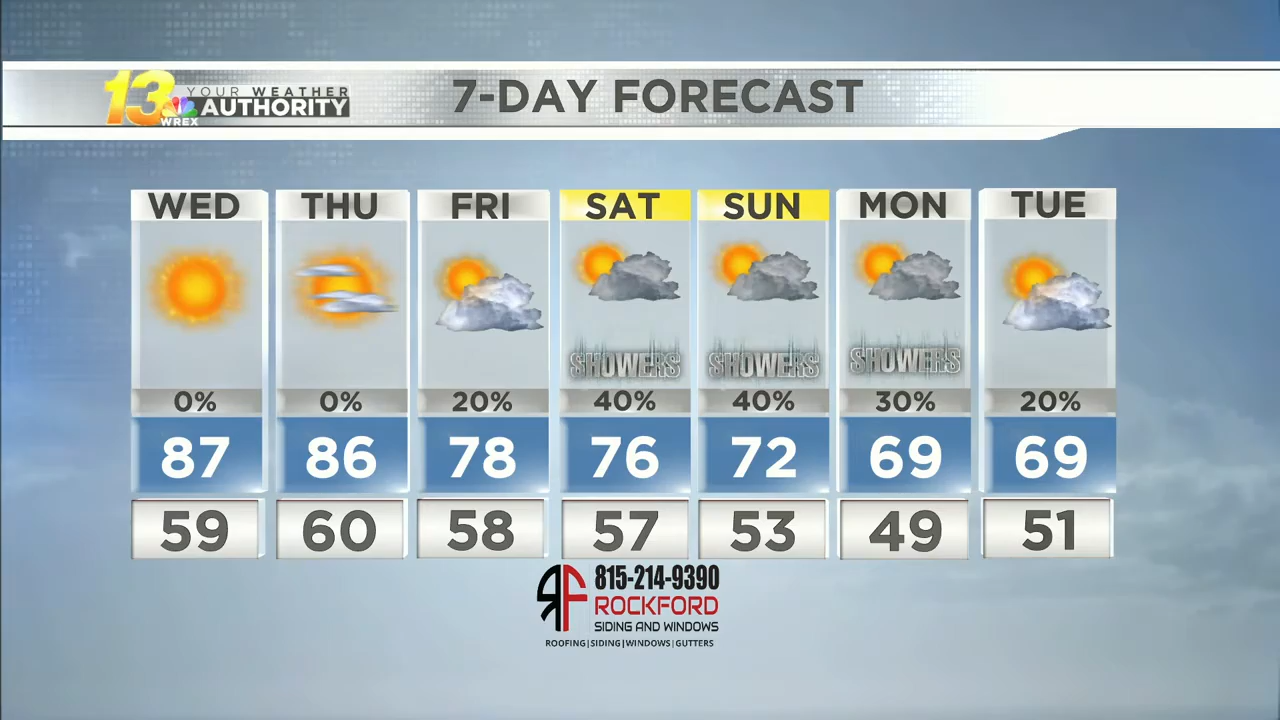 13 YOUR WEATHER
AUTHORITY
WREX
7-DAY FORECAST
WED THU FRI SAT SUN MON TUE
SHOWERS SHOWERS SHOWERS
0% 0% 20% 40% 40% 30% 20%
87 86 78 76 72 69 69
59 60 58 57 53 49 51
RF 815-214-9390
ROCKFORD
SIDING AND WINDOWS
ROOFING|SIDING|WINDOWS|GUTTERS